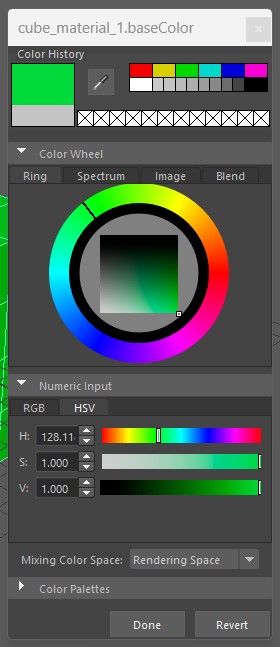 cube_material_1.baseColor ×
Color History
Color Wheel
Ring Spectrum Image Blend
Numeric Input
RGB HSV
H: 128.11
S: 1.000
V: 1.000
Mixing Color Space: Rendering Space
Color Palettes
Done Revert